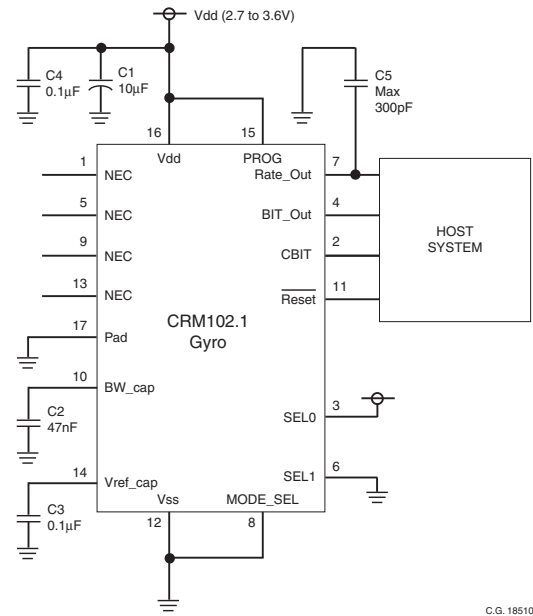 Vdd (2.7 to 3.6V)
C4
0.1μF
C1
10μF
C5
Max
300pF
16
15
Vdd
PROG
1
NEC
5
NEC
9
NEC
13
NEC
17
Pad
10
BW_cap
C2
47nF
14
Vref_cap
C3
0.1μF
CRM102.1
Gyro
7
Rate_Out
4
BIT_Out
2
CBIT
11
Reset
HOST
SYSTEM
3
SEL0
6
SEL1
Vss
MODE_SEL
12
8
C.G. 18510